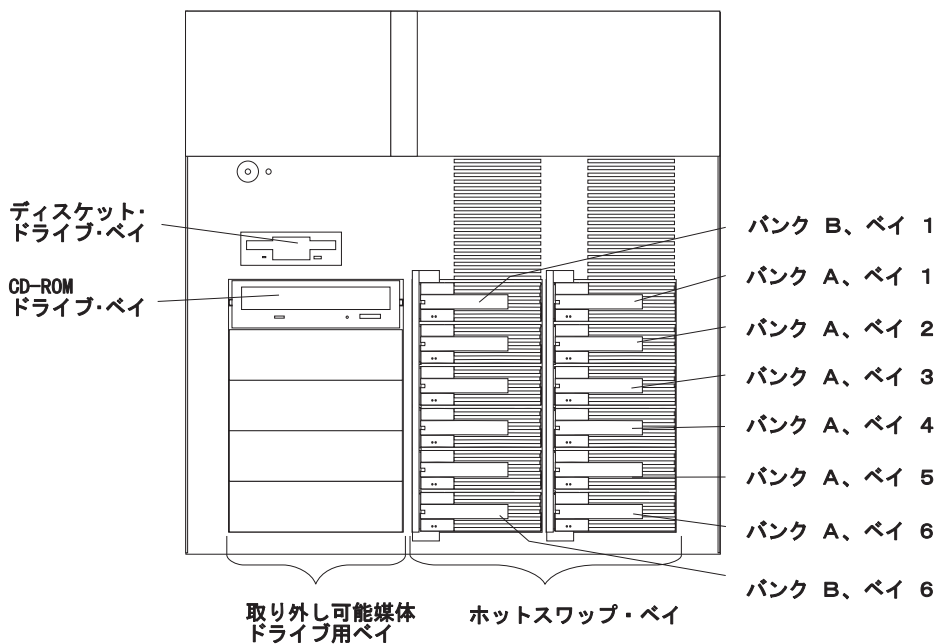 ディスケット・
ドライブ・ベイ
CD-ROM
ドライブ・ベイ
バンク B、ベイ 1
バンク A、ベイ 1
バンク A、ベイ 2
バンク A、ベイ 3
バンク A、ベイ 4
バンク A、ベイ 5
バンク A、ベイ 6
バンク B、ベイ 6
取り外し可能媒体
ドライブ用ベイ
ホットスワップ・ベイ